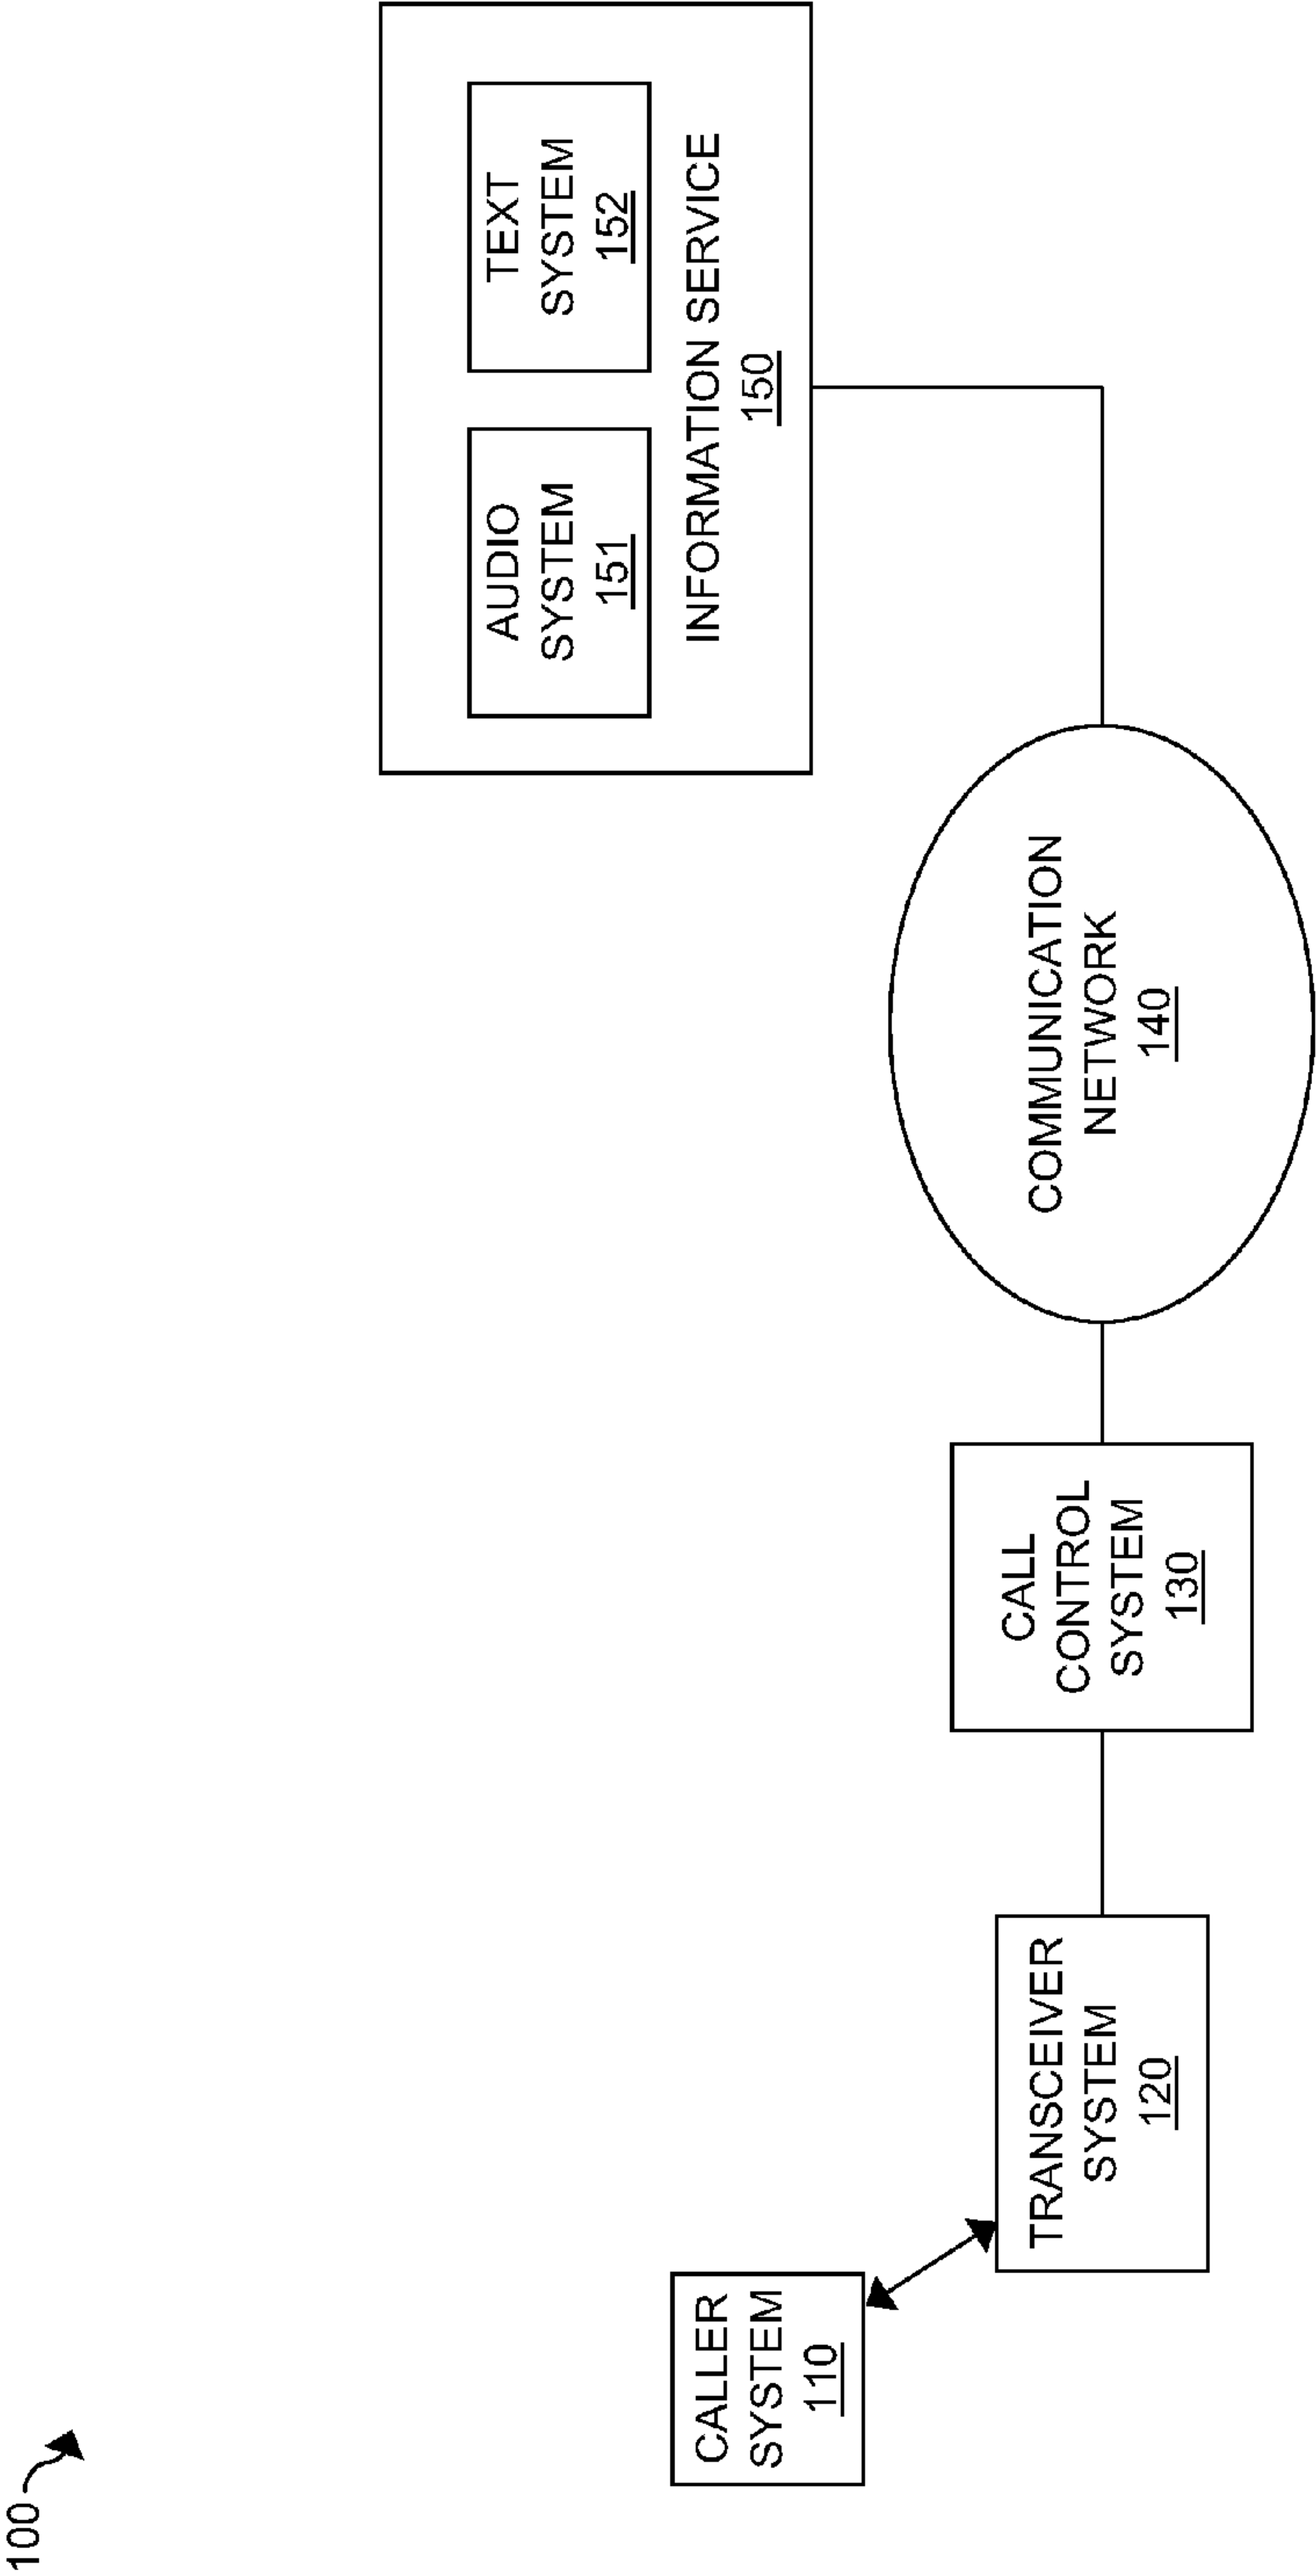 100
TEXT
SYSTEM
152
AUDIO
SYSTEM
151
INFORMATION SERVICE
150
CALLER
SYSTEM
110
TRANSCEIVER
SYSTEM
120
CALL
CONTROL
SYSTEM
130
COMMUNICATION
NETWORK
140